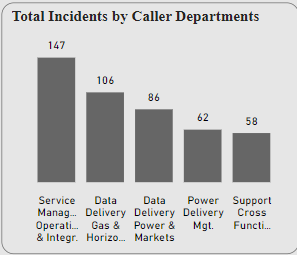 Total Incidents by Caller Departments
147
106
86
62
58
Service Manag... Operati... & Integr.
Data Delivery Gas & Horizo...
Data Delivery Power & Markets
Power Delivery Mgt.
Support Cross Functi...